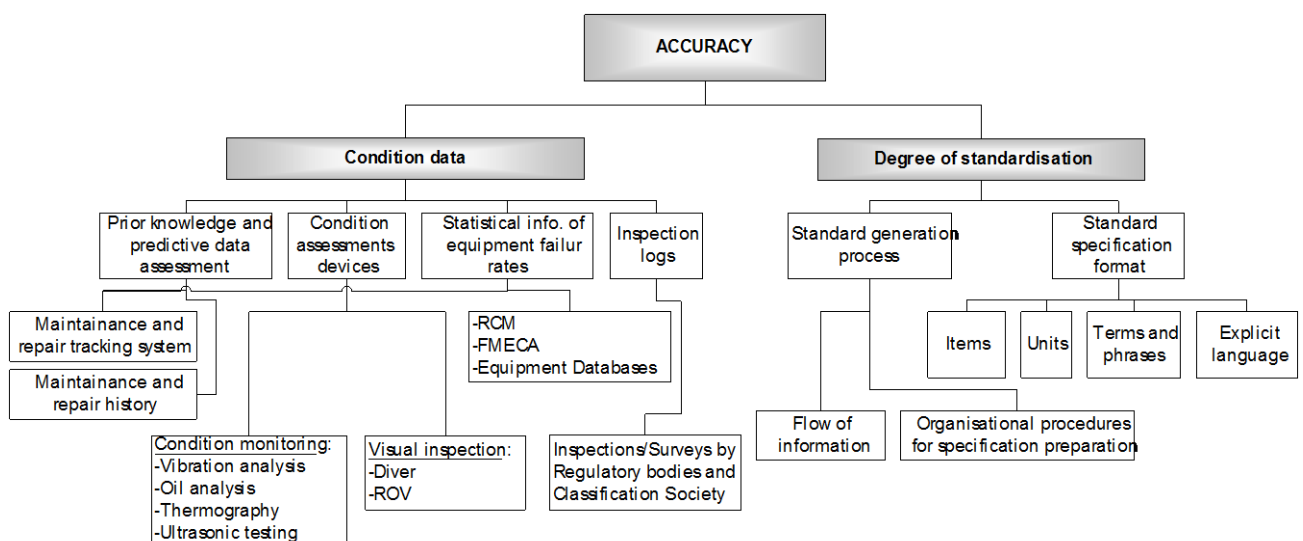 ACCURACY
Condition data
Degree of standardisation
Prior knowledge and
predictive data
assessment
Condition
assessments
devices
Statistical info. of
equipment failur
rates
Inspection
logs
Standard generation
process
Standard
specification
format
Maintainance and
repair tracking system
Maintainance and
repair history
-RCM
-FMECA
-Equipment Databases
Items
Units
Terms and
phrases
Explicit
language
Condition monitoring:
-Vibration analysis
-Oil analysis
-Thermography
-Ultrasonic testing
Visual inspection:
-Diver
-ROV
Inspections/Surveys by
Regulatory bodies and
Classification Society
Flow of
information
Organisational procedures
for specification preparation